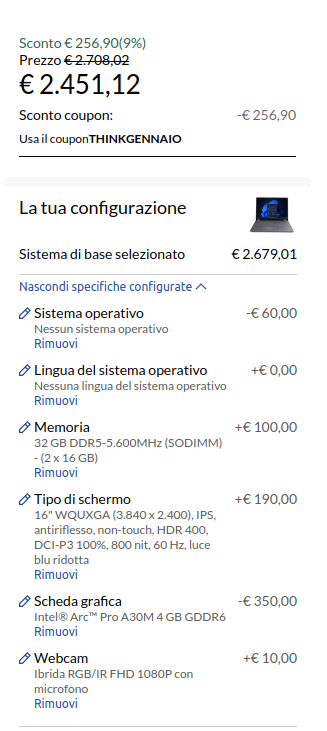 Sconto € 256,90(9%)
Prezzo € 2.708,02
€ 2.451,12
Sconto coupon: -€ 256,90
Usa il couponTHINKGENNAIO
La tua configurazione
Sistema di base selezionato € 2.679,01
Nascondi specifiche configurate
Sistema operativo -€ 60,00
Nessun sistema operativo
Rimuovi
Lingua del sistema operativo +€ 0,00
Nessuna lingua del sistema operativo
Rimuovi
Memoria +€ 100,00
32 GB DDR5-5.600MHz (SODIMM)
- (2 x 16 GB)
Rimuovi
Tipo di schermo +€ 190,00
16" WQUXGA (3.840 x 2.400), IPS,
antiriflesso, non-touch, HDR 400,
DCI-P3 100%, 800 nit, 60 Hz, luce
blu ridotta
Rimuovi
Scheda grafica -€ 350,00
Intel® Arc™ Pro A30M 4 GB GDDR6
Rimuovi
Webcam +€ 10,00
Ibrida RGB/IR FHD 1080P con
microfono
Rimuovi